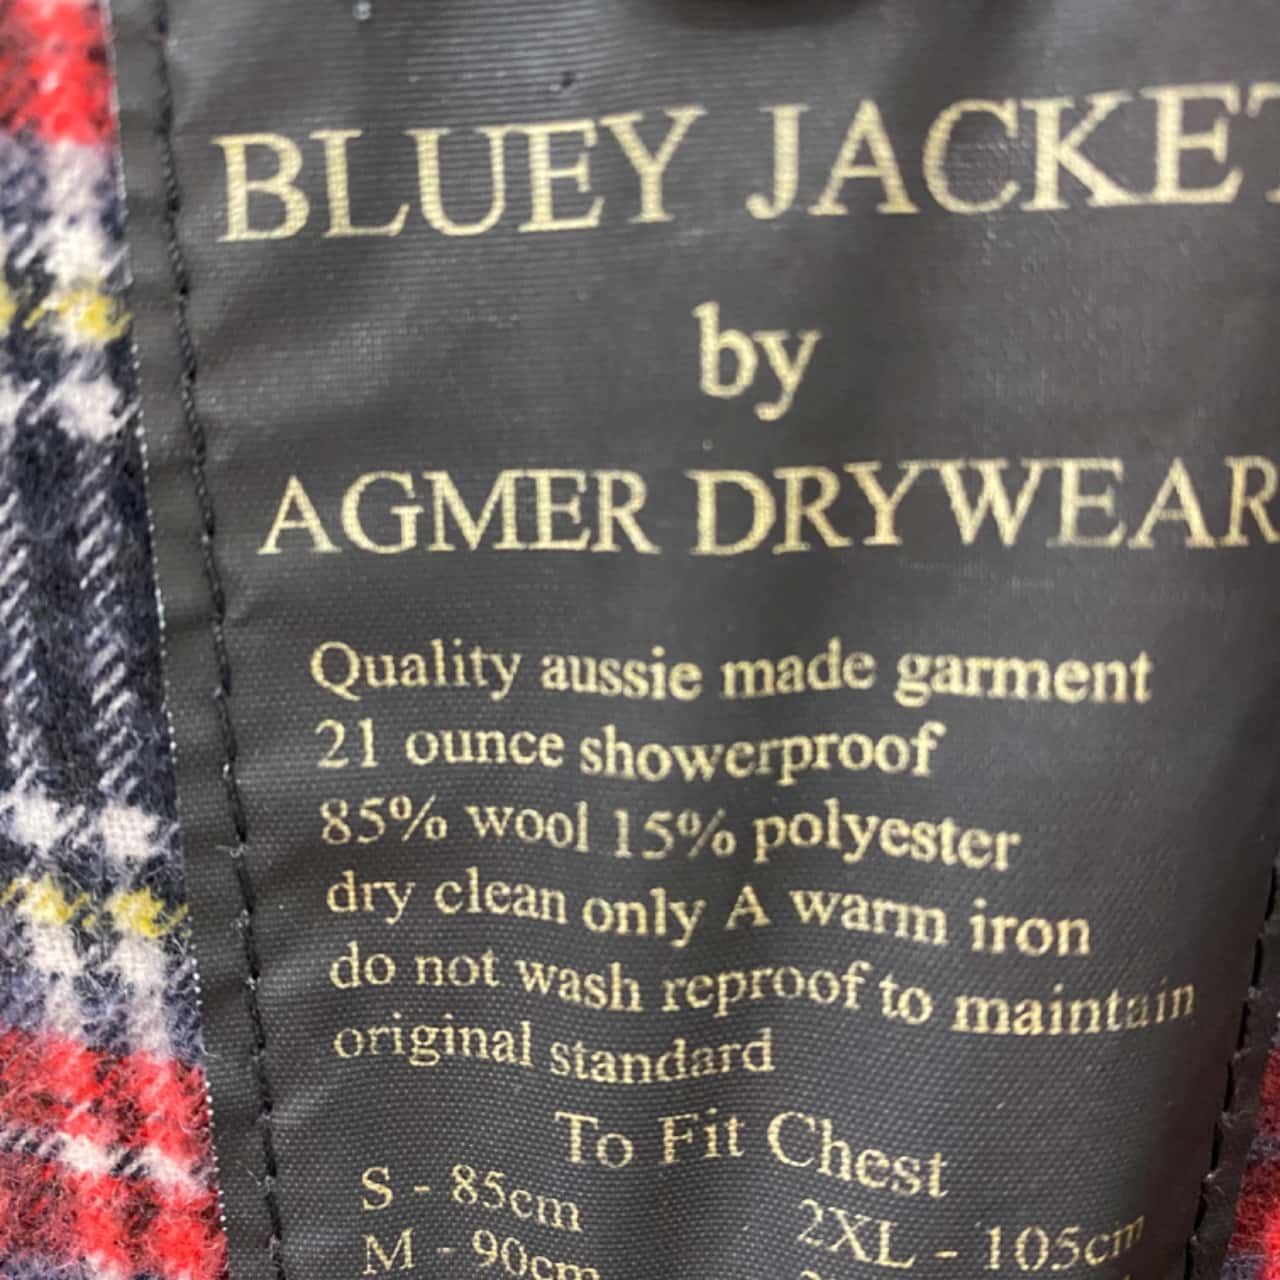 BLUEY JACKET
by
AGMER DRYWEAR
Quality aussie made garment
21 ounce showerproof
85% wool 15% polyester
dry clean only A warm iron
do not wash reproof to maintain
original standard
To Fit Chest
S - 85cm 2XL - 105cm
M - 90cm